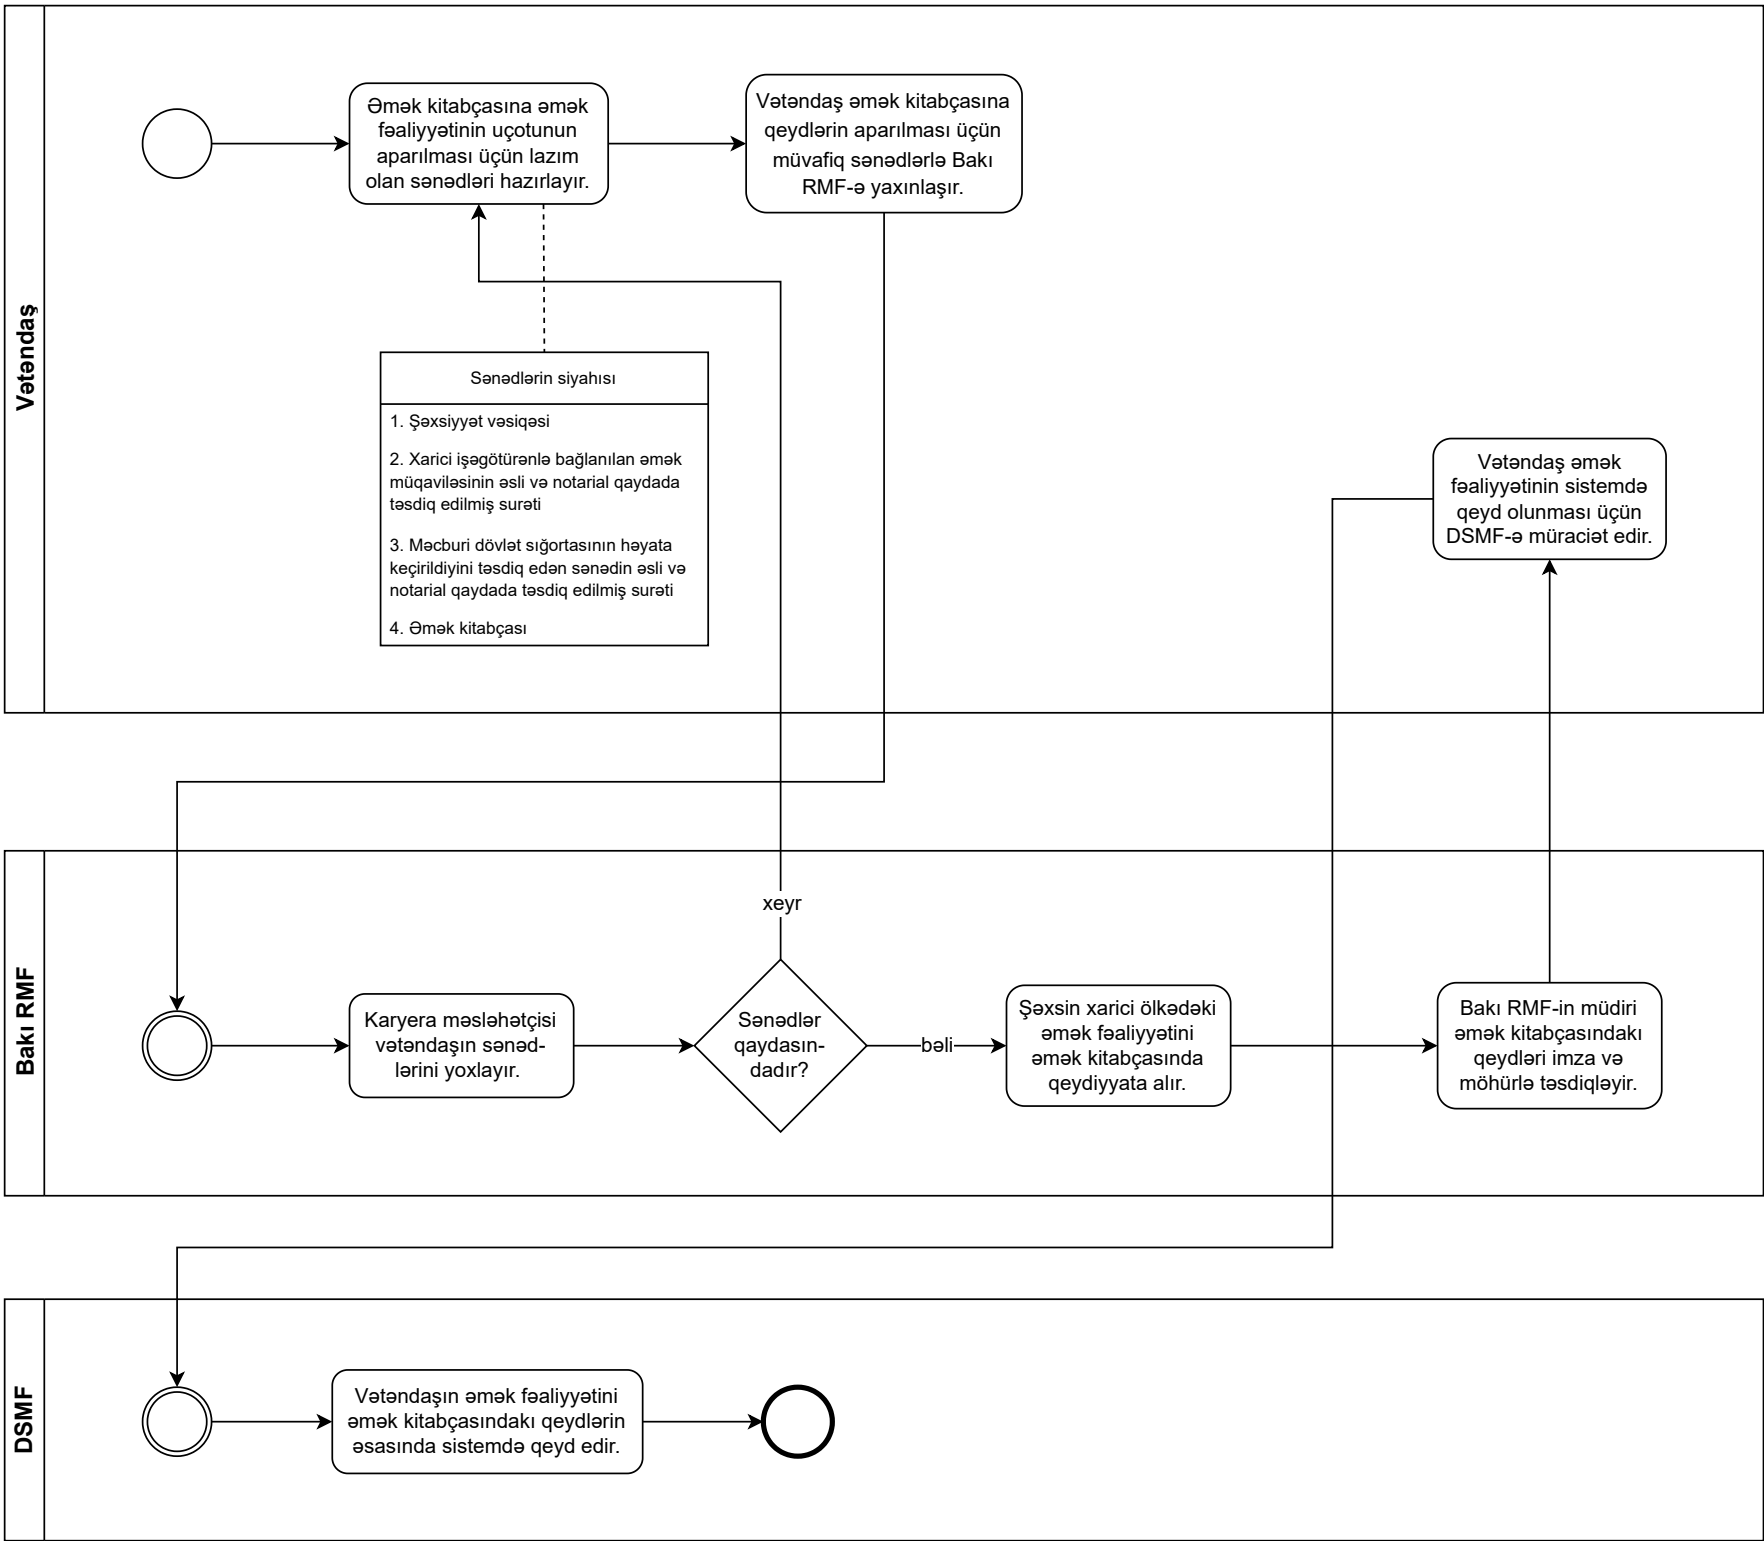 Vətəndaş
Əmək kitabçasına əmək
fəaliyyətinin uçotunun
aparılması üçün lazım
olan sənədləri hazırlayır.
Vətəndaş əmək kitabçasına
qeydlərin aparılması üçün
müvafiq sənədlərlə Bakı
RMF-ə yaxınlaşır.
Sənədlərin siyahısı
1. Şəxsiyyət vəsiqəsi
2. Xarici işəgötürənlə bağlanılan əmək
müqaviləsinin əsli və notarial qaydada
təsdiq edilmiş surəti
3. Məcburi dövlət sığortasının həyata
keçirildiyini təsdiq edən sənədin əsli və
notarial qaydada təsdiq edilmiş surəti
4. Əmək kitabçası
Vətəndaş əmək
fəaliyyətinin sistemdə
qeyd olunması üçün
DSMF-ə müraciət edir.
Bakı RMF
xeyr
Karyera məsləhətçisi
vətəndaşın sənəd-
lərini yoxlayır.
Sənədlər
qaydasın-
dadır?
bəli
Şəxsin xarici ölkədəki
əmək fəaliyyətini
əmək kitabçasında
qeydiyyata alır.
Bakı RMF-in müdiri
əmək kitabçasındakı
qeydləri imza və
möhürlə təsdiqləyir.
DSMF
Vətəndaşın əmək fəaliyyətini
əmək kitabçasındakı qeydlərin
əsasında sistemdə qeyd edir.